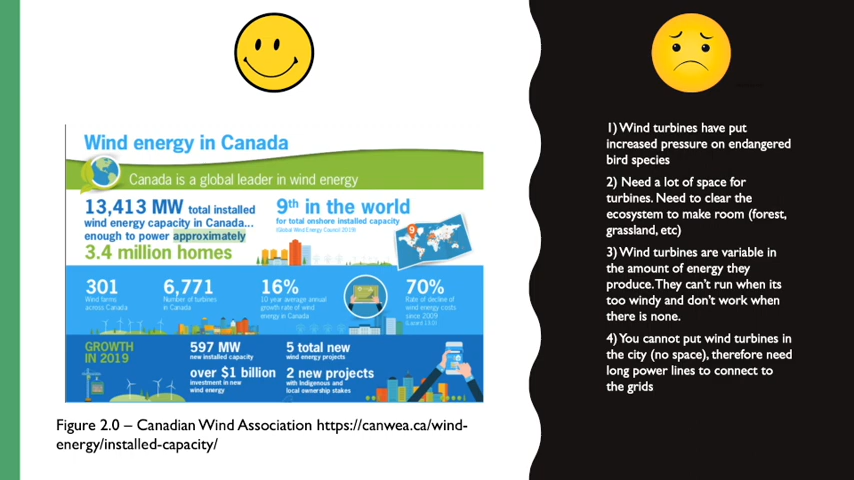 Wind energy in Canada
Canada is a global leader in wind energy
13,413 MW total installed
wind energy capacity in Canada...
enough to power approximately
3.4 million homes
9th in the world
for total onshore installed capacity
(Global Wind Energy Council 2019)
9
301
Wind farms
across Canada
6,771
Number of turbines
in Canada
16%
10 year average annual
growth rate of wind
energy in Canada
70%
Rate of decline of
wind energy costs
since 2009
GROWTH
IN 2019
597 MW
new installed capacity
over $1 billion
investment in new
wind energy
5 total new
wind energy projects
2 new projects
with Indigenous and
local ownership stakes
Figure 2.0 – Canadian Wind Association https://canwea.ca/wind-
energy/installed-capacity/
1) Wind turbines have put
increased pressure on endangered
bird species
2) Need a lot of space for
turbines. Need to clear the
ecosystem to make room (forest,
grassland, etc)
3) Wind turbines are variable in
the amount of energy they
produce. They can't run when its
too windy and don't work when
there is none.
4) You cannot put wind turbines in
the city (no space), therefore need
long power lines to connect to
the grids